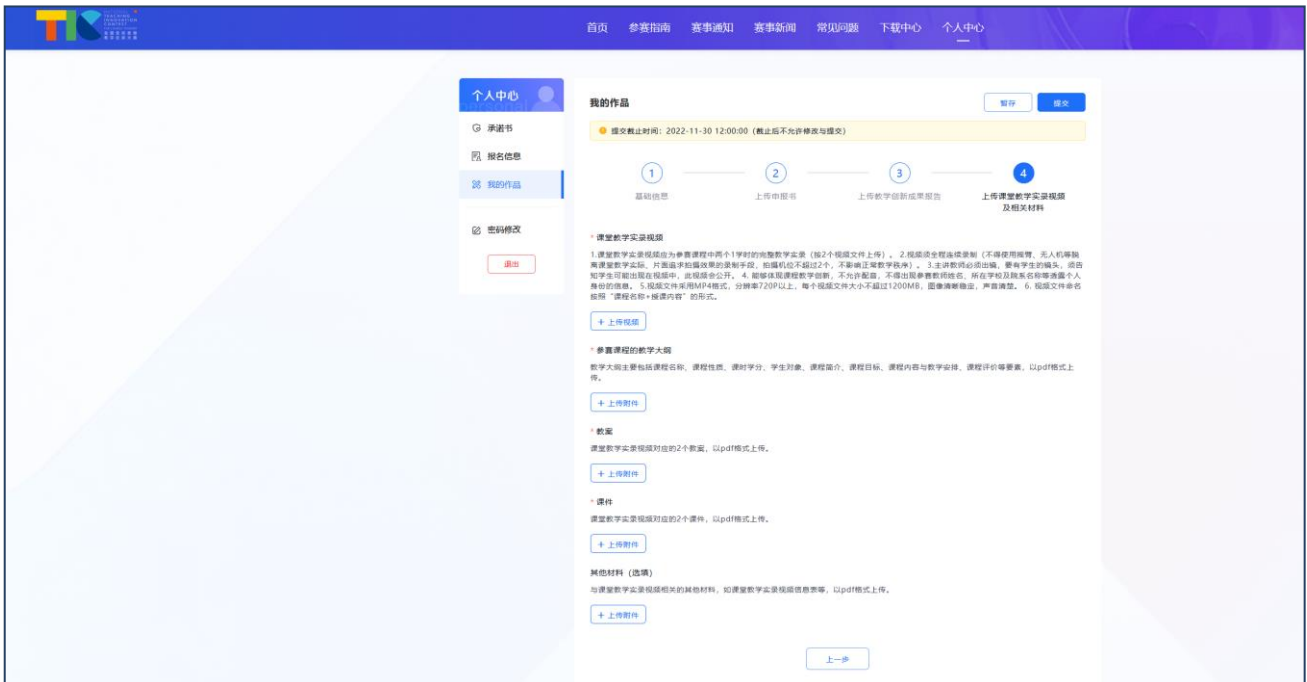 首页 参赛指南 赛事通知 赛事新闻 常见问题 下载中心 个人中心
个人中心
承诺书
报名信息
我的作品
密码修改
退出
我的作品
暂存 提交
提交截止时间：2022-11-30 12:00:00（截止后不允许修改与提交）
1 2 3 4
基础信息 上传申报书 上传教学创新成果报告 上传课堂教学实录视频
及相关材料
* 课堂教学实录视频
1.课堂教学实录视频应为参赛课程中两个1学时的完整教学实录（按2个视频文件上传）。 2.视频须全程连续录制（不得使用摇臂、无人机等脱
离课堂教学实际、片面追求拍摄效果的录制手段，拍摄机位不超过2个，不影响正常教学秩序）。 3.主讲教师必须出镜，要有学生的镜头，须告
知学生可能出现在视频中，此视频会公开。 4. 能够体现课程教学创新，不允许配音，不得出现参赛教师姓名、所在学校及院系名称等透露个人
身份的信息。 5.视频文件采用MP4格式，分辨率720P以上，每个视频文件大小不超过1200MB，图像清晰稳定，声音清楚。 6. 视频文件命名
按照“课程名称+授课内容”的形式。
+ 上传视频
* 参赛课程的教学大纲
教学大纲主要包括课程名称、课程性质、课时学分、学生对象、课程简介、课程目标、课程内容与教学安排、课程评价等要素，以pdf格式上
传。
+ 上传附件
* 教案
课堂教学实录视频对应的2个教案，以pdf格式上传。
+ 上传附件
* 课件
课堂教学实录视频对应的2个课件，以pdf格式上传。
+ 上传附件
其他材料（选填）
与课堂教学实录视频相关的其他材料，如课堂教学实录视频信息表等，以pdf格式上传。
+ 上传附件
上一步